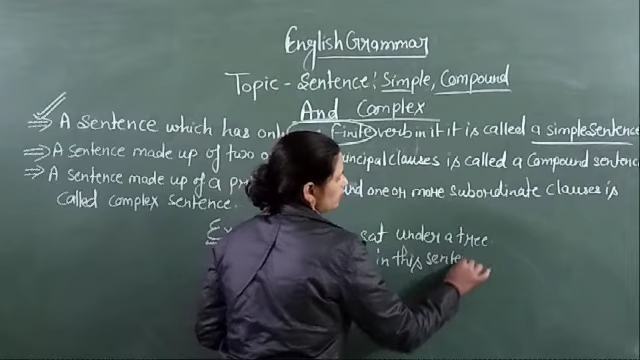 English Grammar
Topic - Sentence: Simple, Compound
And Complex
A Sentence which has only finite verb in it it is called a simple sentence
A Sentence made up of two principal clauses is called a Compound sentenc
A Sentence made up of a and one or more subordinate clauses is
called complex sentence.
sat under a tree.
in this sente